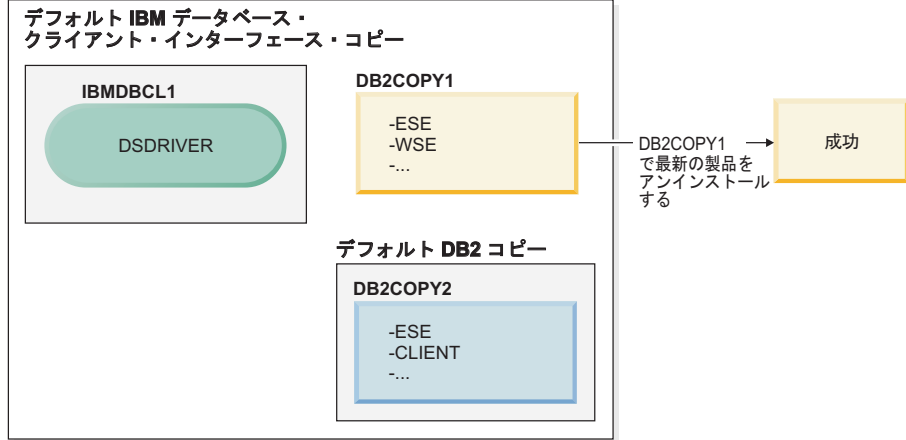 デフォルト IBM データベース・
クライアント・インターフェース・コピー
IBMDBCL1
DSDRIVER
DB2COPY1
-ESE
-WSE
-...
DB2COPY1
で最新の製品を
アンインストール
する
成功
デフォルト DB2 コピー
DB2COPY2
-ESE
-CLIENT
-...